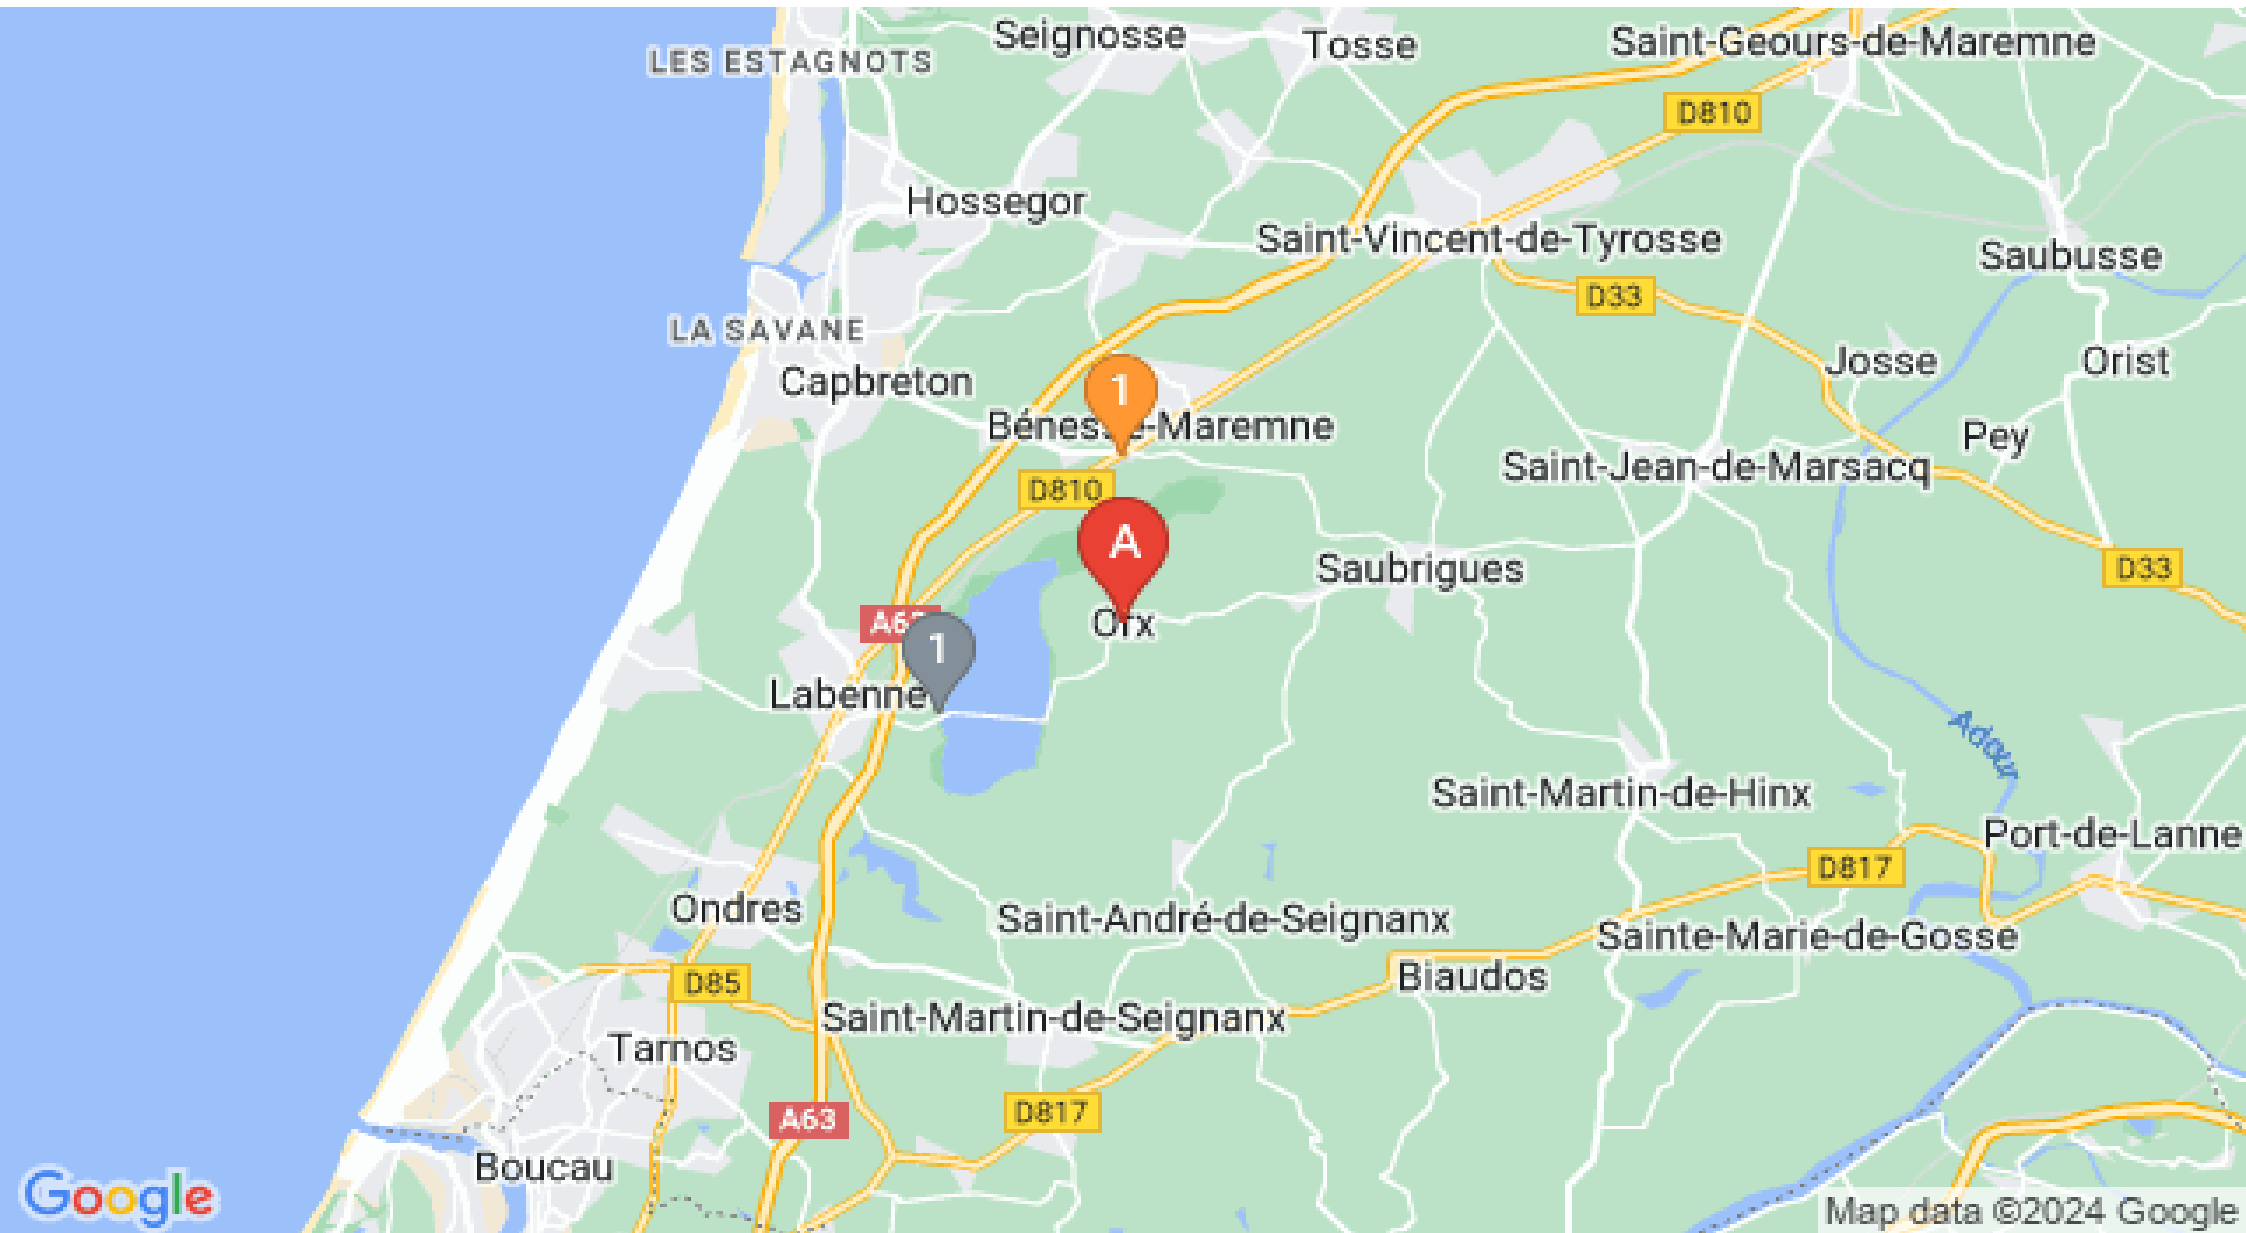 Seignosse
Tosse
Saint-Geours-de-Maremne
LES ESTAGNOTS
D810
Hossegor
Saint-Vincent-de-Tyrosse
Saubusse
D33
LA SAVANE
Capbreton
1
Josse
Orist
Bénesse-Maremne
Pey
Saint-Jean-de-Marsacq
D810
A
Saubrigues
D33
Orx
A63
1
Labenne
Adour
Saint-Martin-de-Hinx
Port-de-Lanne
D817
Ondres
Saint-André-de-Seignanx
Sainte-Marie-de-Gosse
Biaudos
D85
Saint-Martin-de-Seignanx
Tarnos
D817
A63
Boucau
Google
Map data ©2024 Google